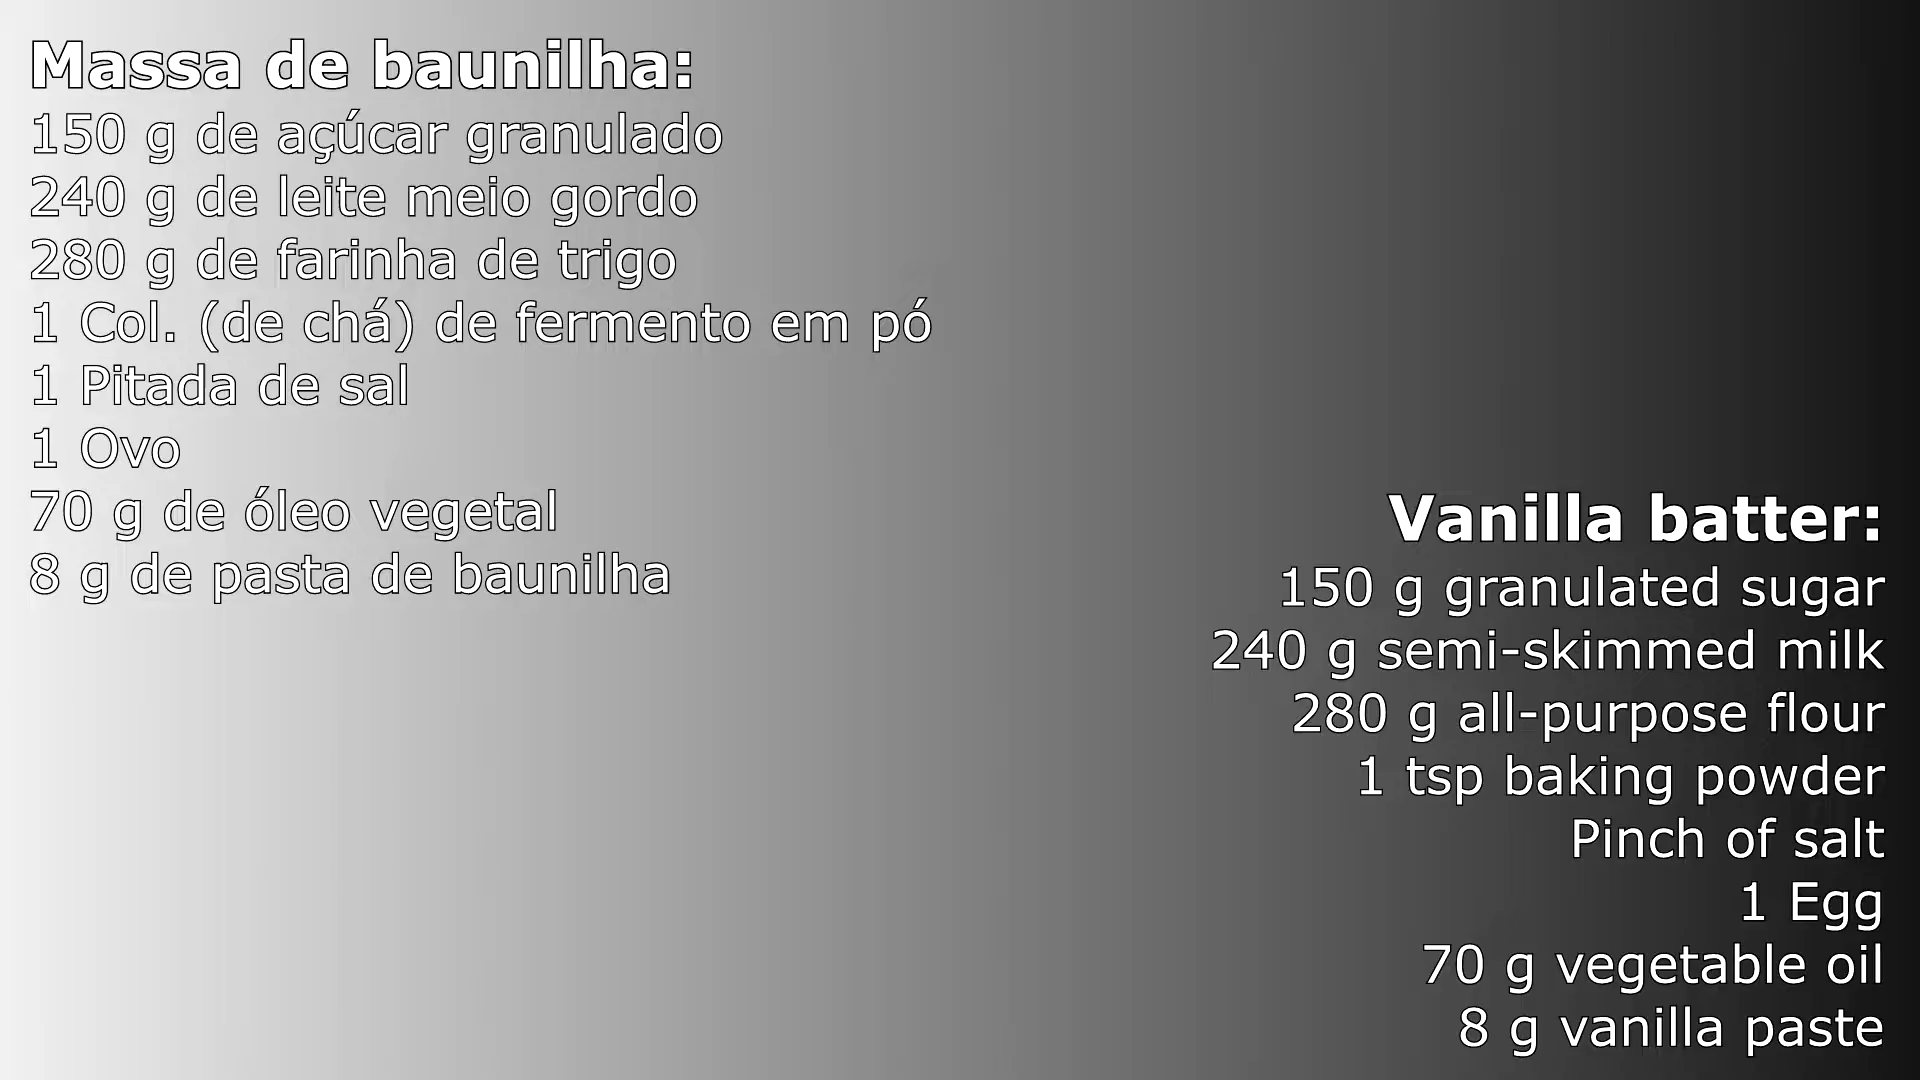 Massa de baunilha:
150 g de açúcar granulado
240 g de leite meio gordo
280 g de farinha de trigo
1 Col. (de chá) de fermento em pó
1 Pitada de sal
1 Ovo
70 g de óleo vegetal
8 g de pasta de baunilha
Vanilla batter:
150 g granulated sugar
240 g semi-skimmed milk
280 g all-purpose flour
1 tsp baking powder
Pinch of salt
1 Egg
70 g vegetable oil
8 g vanilla paste